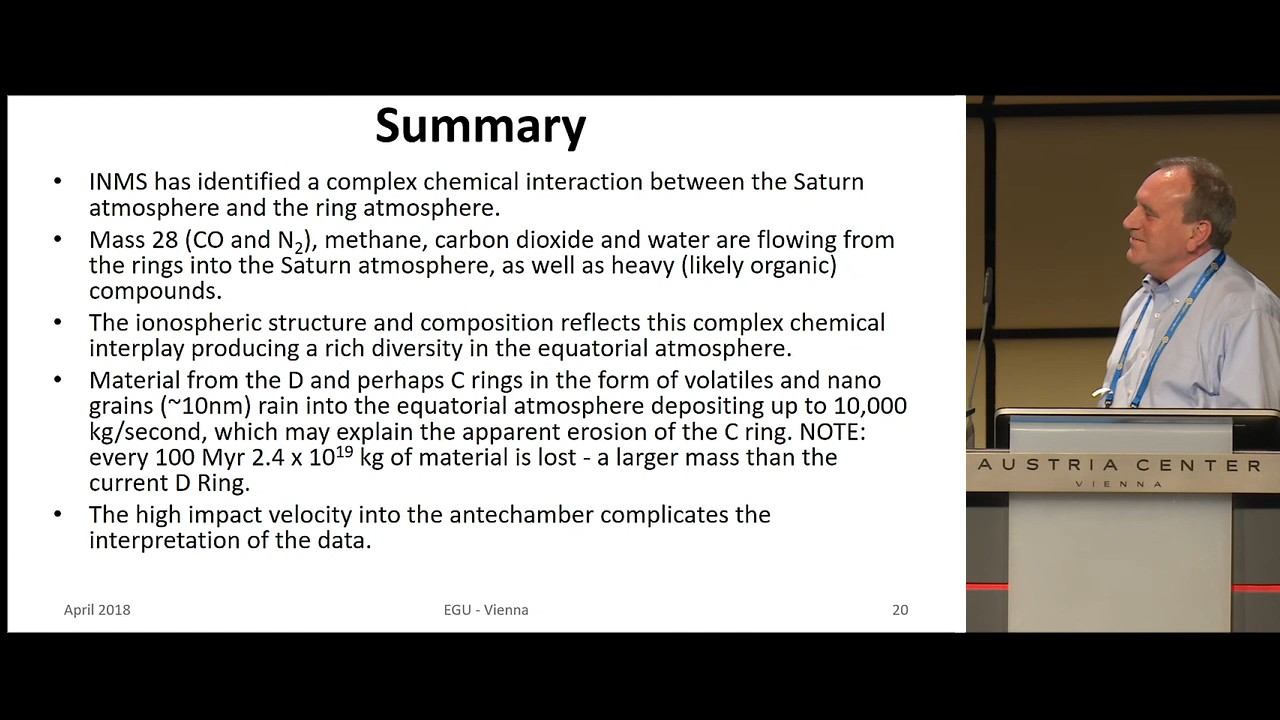 Summary
• INMS has identified a complex chemical interaction between the Saturn
atmosphere and the ring atmosphere.
• Mass 28 (CO and N₂), methane, carbon dioxide and water are flowing from
the rings into the Saturn atmosphere, as well as heavy (likely organic)
compounds.
• The ionospheric structure and composition reflects this complex chemical
interplay producing a rich diversity in the equatorial atmosphere.
• Material from the D and perhaps C rings in the form of volatiles and nano
grains (~10nm) rain into the equatorial atmosphere depositing up to 10,000
kg/second, which may explain the apparent erosion of the C ring. NOTE:
every 100 Myr 2.4 x 10¹⁹ kg of material is lost - a larger mass than the
current D Ring.
• The high impact velocity into the antechamber complicates the
interpretation of the data.
April 2018
EGU - Vienna
20
AUSTRIA CENTER
VIENNA